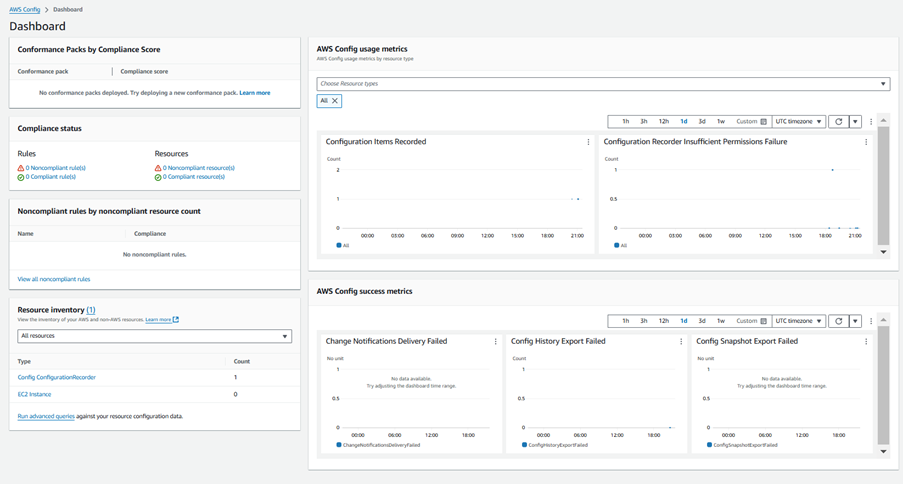 AWS Config > Dashboard
Dashboard
Conformance Packs by Compliance Score
Conformance pack Compliance score
No conformance packs deployed. Try deploying a new conformance pack. Learn more
Compliance status
Rules Resources
0 Noncompliant rule(s) 0 Noncompliant resource(s)
0 Compliant rule(s) 0 Compliant resource(s)
Noncompliant rules by noncompliant resource count
Name Compliance
No noncompliant rules.
View all noncompliant rules
Resource inventory (1)
View the inventory of your AWS and non-AWS resources. Learn more
All resources
Type Count
Config ConfigurationRecorder 1
EC2 Instance 0
Run advanced queries against your resource configuration data.
AWS Config usage metrics
AWS Config usage metrics by resource type
Choose Resource types
All
1h 3h 12h 1d 3d 1w Custom UTC timezone
Configuration Items Recorded
Count
2
1
0
00:00 03:00 06:00 09:00 12:00 15:00 18:00 21:00
All
Configuration Recorder Insufficient Permissions Failure
Count
1
0.5
0
00:00 03:00 06:00 09:00 12:00 15:00 18:00 21:00
All
AWS Config success metrics
1h 3h 12h 1d 3d 1w Custom UTC timezone
Change Notifications Delivery Failed
No unit
1
No data available.
Try adjusting the dashboard time range.
0.5
0
00:00 06:00 12:00 18:00
ChangeNotificationsDeliveryFailed
Config History Export Failed
Count
1
0.5
0
00:00 06:00 12:00 18:00
ConfigHistoryExportFailed
Config Snapshot Export Failed
No unit
1
No data available.
Try adjusting the dashboard time range.
0.5
0
00:00 06:00 12:00 18:00
ConfigSnapshotExportFailed